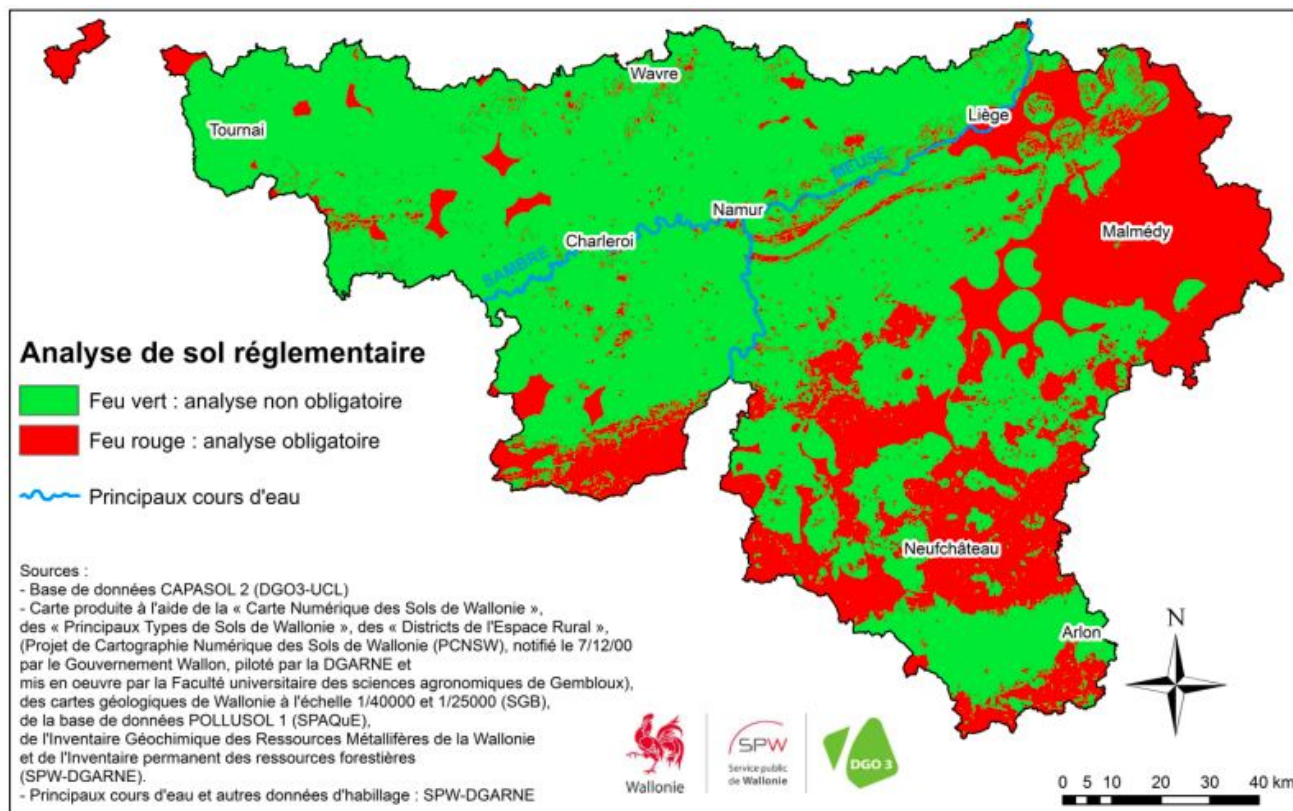 Wavre
Tournai
Liège
MEUSE
Namur
Malmédy
Charleroi
SAMBRE
Analyse de sol réglementaire
Feu vert : analyse non obligatoire
Feu rouge : analyse obligatoire
Principaux cours d'eau
Neufchâteau
Arlon
N
Sources :
- Base de données CAPASOL 2 (DGO3-UCL)
- Carte produite à l'aide de la « Carte Numérique des Sols de Wallonie »,
des « Principaux Types de Sols de Wallonie », des « Districts de l'Espace Rural »,
(Projet de Cartographie Numérique des Sols de Wallonie (PCNSW), notifié le 7/12/00
par le Gouvernement Wallon, piloté par la DGARNE et
mis en oeuvre par la Faculté universitaire des sciences agronomiques de Gembloux),
des cartes géologiques de Wallonie à l'échelle 1/40000 et 1/25000 (SGB),
de la base de données POLLUSOL 1 (SPAQuE),
de l'Inventaire Géochimique des Ressources Métallifères de la Wallonie
et de l'Inventaire permanent des ressources forestières
(SPW-DGARNE).
- Principaux cours d'eau et autres données d'habillage : SPW-DGARNE
Wallonie
SPW
Service public
de Wallonie
DGO 3
0 5 10 20 30 40 km